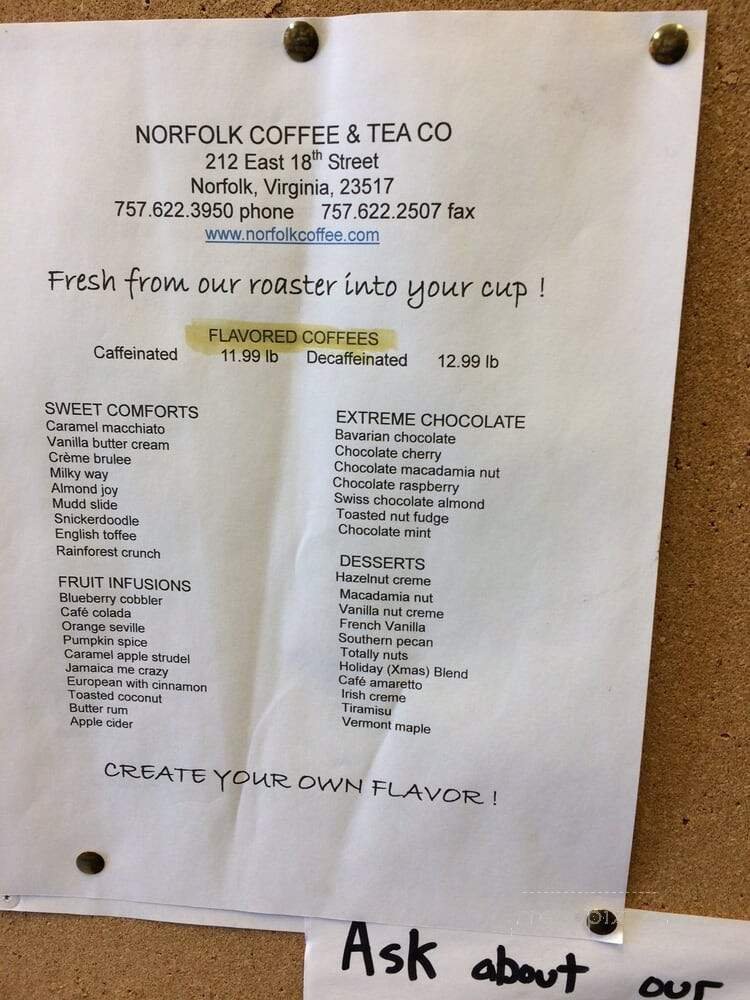 NORFOLK COFFEE & TEA CO
212 East 18th Street
Norfolk, Virginia, 23517
757.622.3950 phone 757.622.2507 fax
www.norfolkcoffee.com
Fresh from our roaster into your cup !
FLAVORED COFFEES
Caffeinated 11.99 lb Decaffeinated 12.99 lb
SWEET COMFORTS
Caramel macchiato
Vanilla butter cream
Crème brulee
Milky way
Almond joy
Mudd slide
Snickerdoodle
English toffee
Rainforest crunch
FRUIT INFUSIONS
Blueberry cobbler
Café colada
Orange seville
Pumpkin spice
Caramel apple strudel
Jamaica me crazy
European with cinnamon
Toasted coconut
Butter rum
Apple cider
EXTREME CHOCOLATE
Bavarian chocolate
Chocolate cherry
Chocolate macadamia nut
Chocolate raspberry
Swiss chocolate almond
Toasted nut fudge
Chocolate mint
DESSERTS
Hazelnut creme
Macadamia nut
Vanilla nut creme
French Vanilla
Southern pecan
Totally nuts
Holiday (Xmas) Blend
Café amaretto
Irish creme
Tiramisu
Vermont maple
CREATE YOUR OWN FLAVOR !
Ask about our